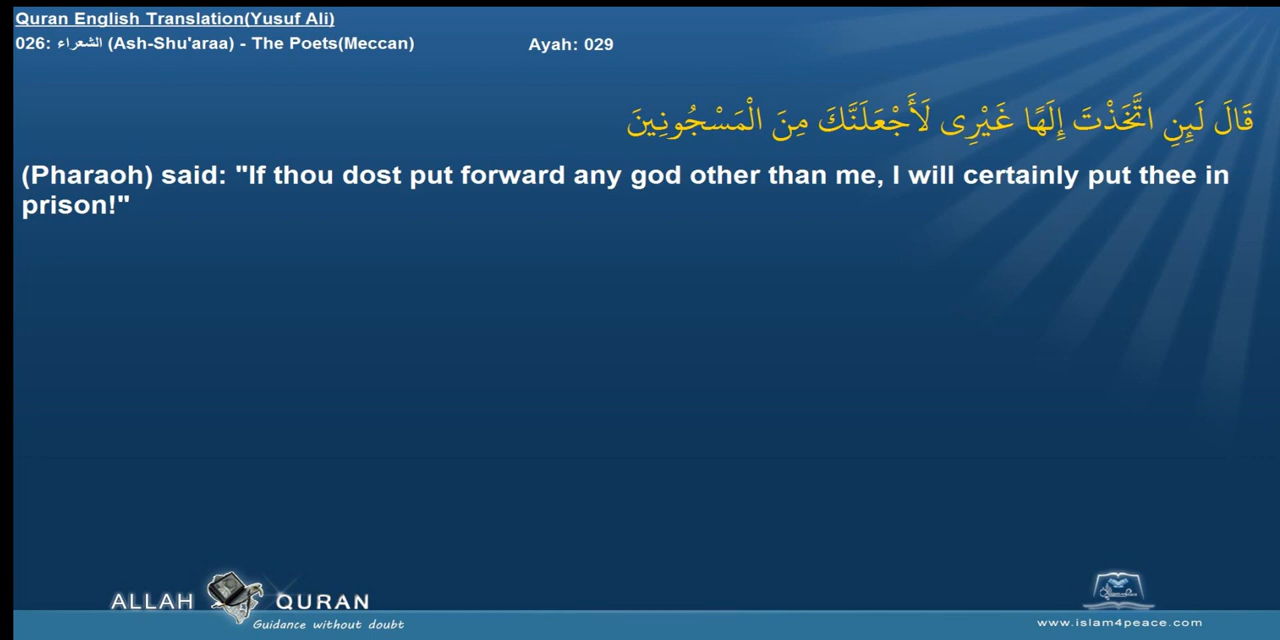 Quran English Translation(Yusuf Ali)
026: الشعراء (Ash-Shu'araa) - The Poets(Meccan) Ayah: 029
قَالَ لَئِنِ اتَّخَذْتَ إِلَهًا غَيْرِى لَأَجْعَلَنَّكَ مِنَ الْمَسْجُونِينَ
(Pharaoh) said: "If thou dost put forward any god other than me, I will certainly put thee in
prison!"
ALLAH QURAN
Guidance without doubt
www.islam4peace.com